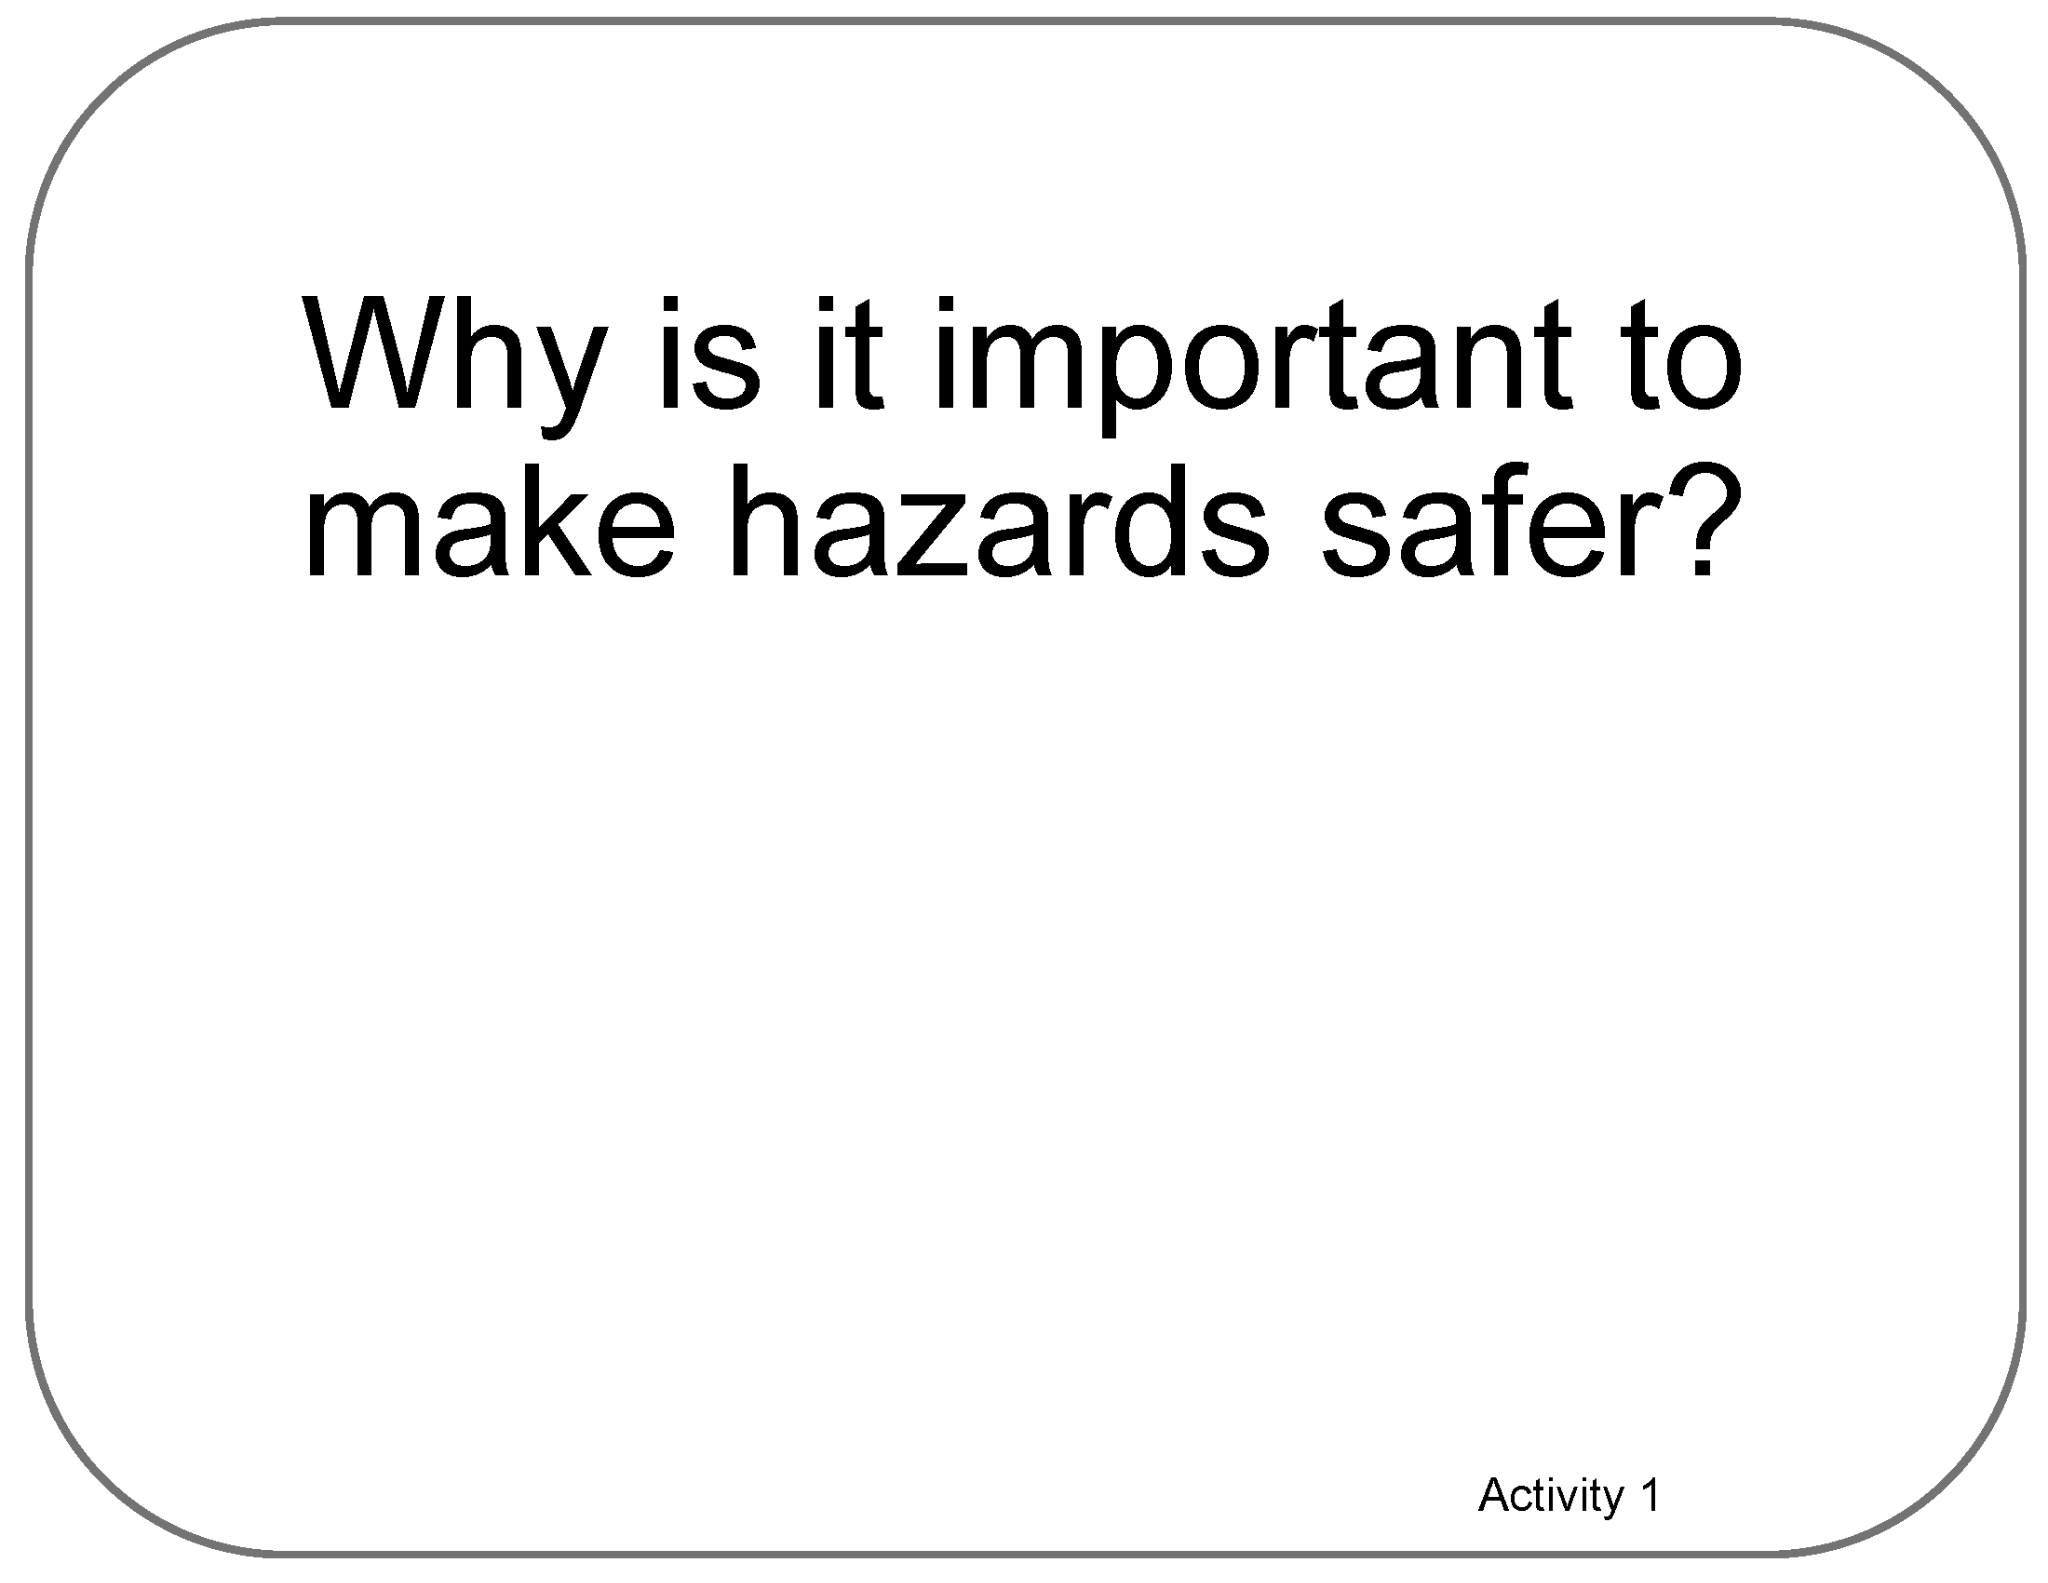 Why is it important to
make hazards safer?
Activity 1